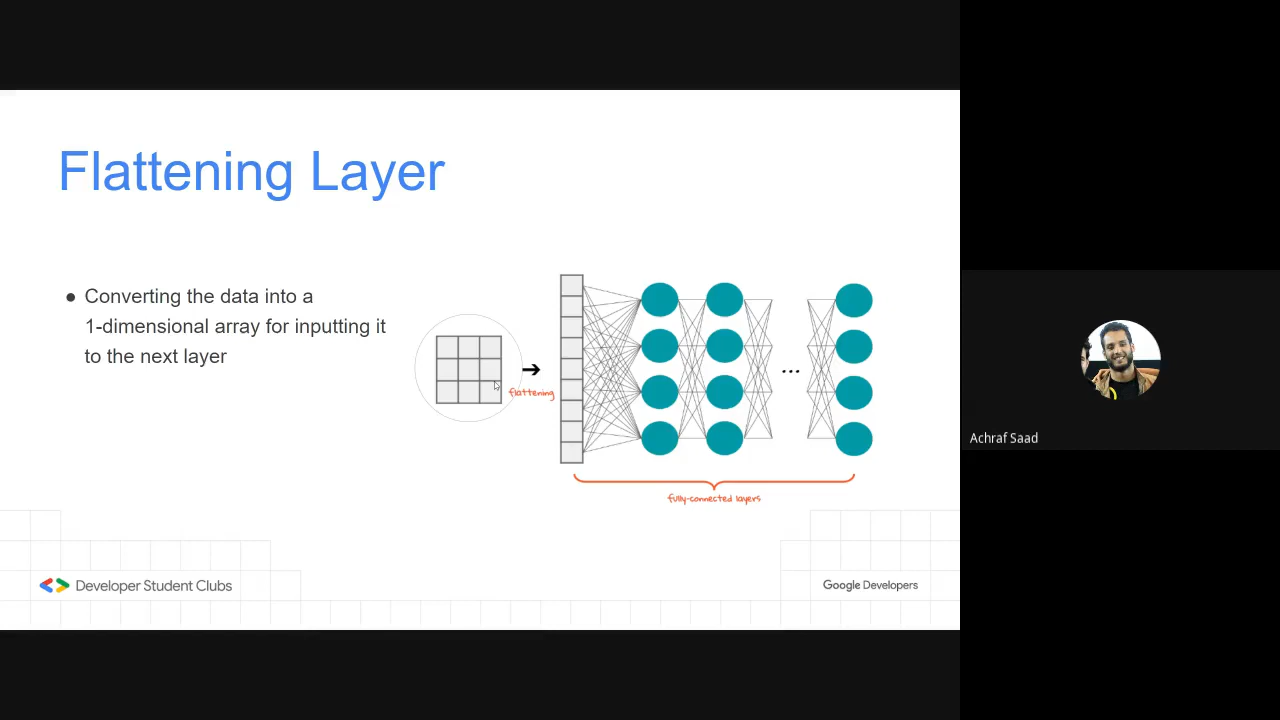 Flattening Layer
● Converting the data into a
1-dimensional array for inputting it
to the next layer
flattening
...
fully-connected layers
Developer Student Clubs
Google Developers
Achraf Saad